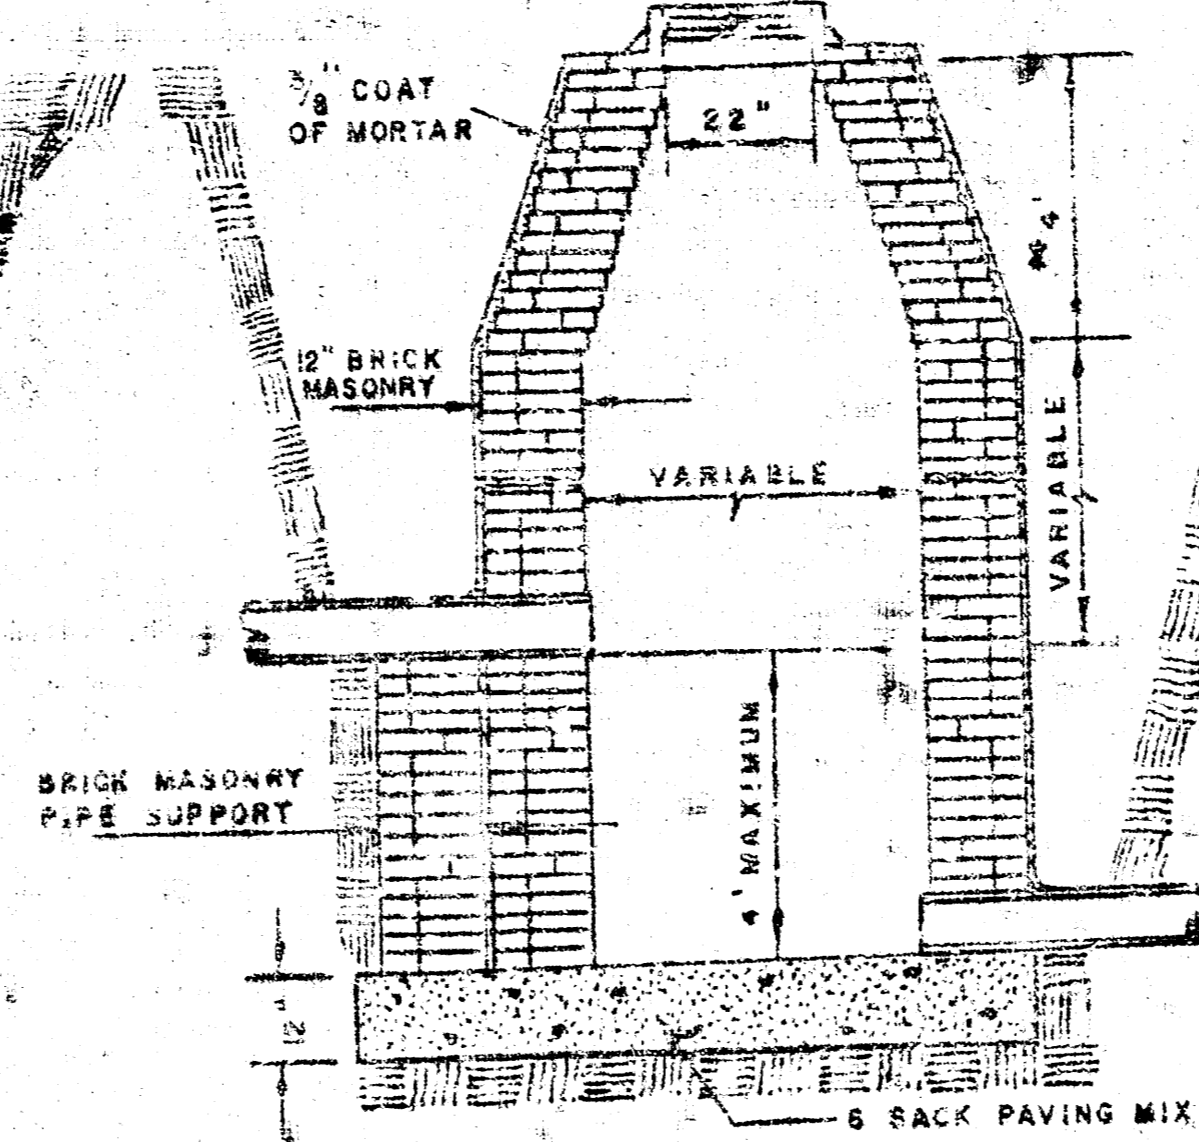 3/8" COAT
OF MORTAR
22"
4'
12" BRICK
MASONRY
VARIABLE
VARIABLE
BRICK MASONRY
PIPE SUPPORT
4' MAXIMUM
6 SACK PAVING MIX